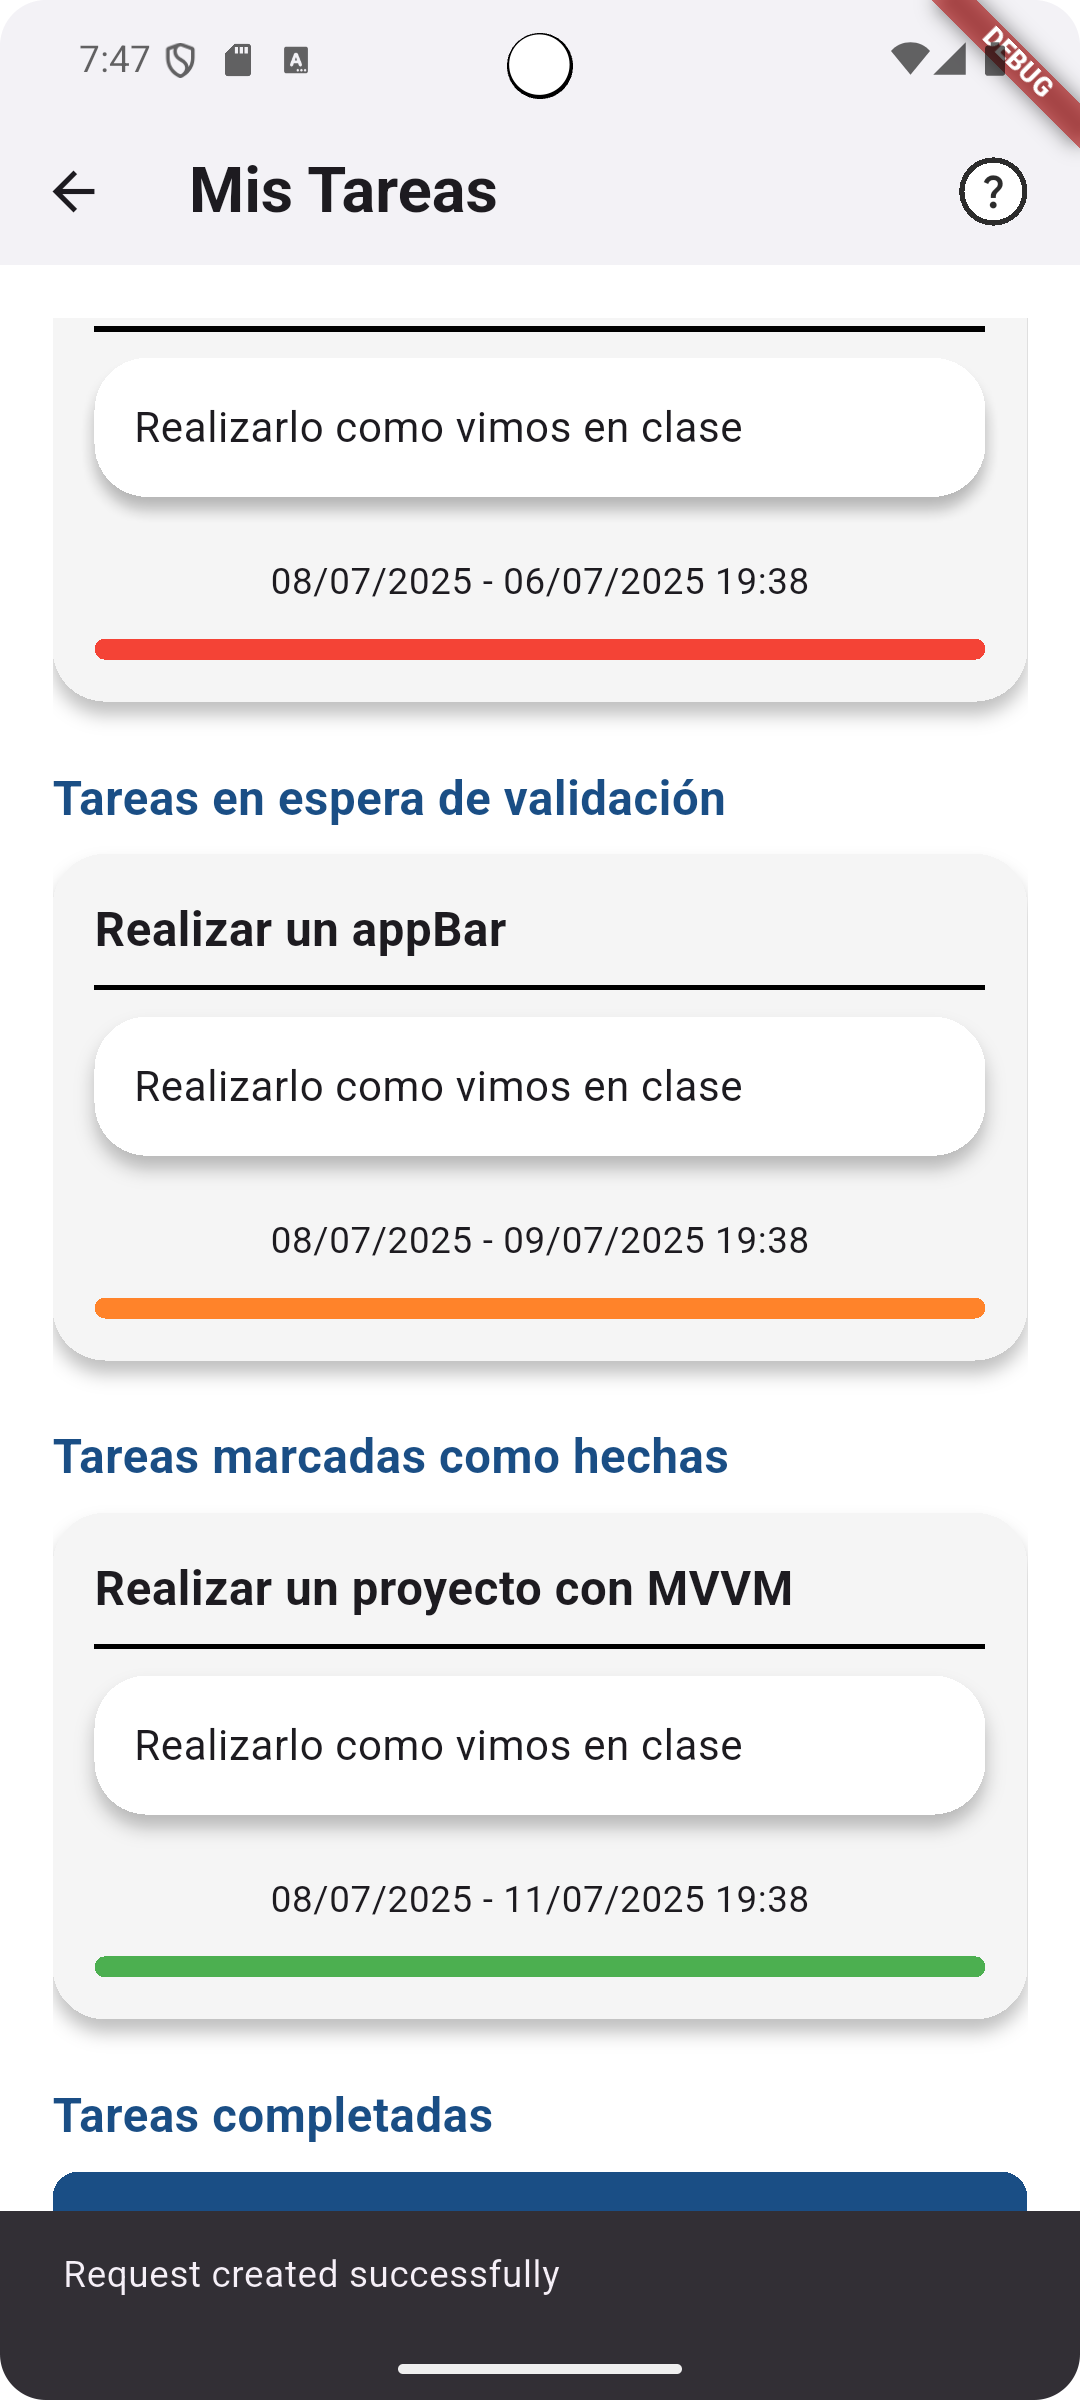 7:47
DEBUG
Mis Tareas
?
Realizarlo como vimos en clase
08/07/2025 - 06/07/2025 19:38
Tareas en espera de validación
Realizar un appBar
Realizarlo como vimos en clase
08/07/2025 - 09/07/2025 19:38
Tareas marcadas como hechas
Realizar un proyecto con MVVM
Realizarlo como vimos en clase
08/07/2025 - 11/07/2025 19:38
Tareas completadas
Request created successfully